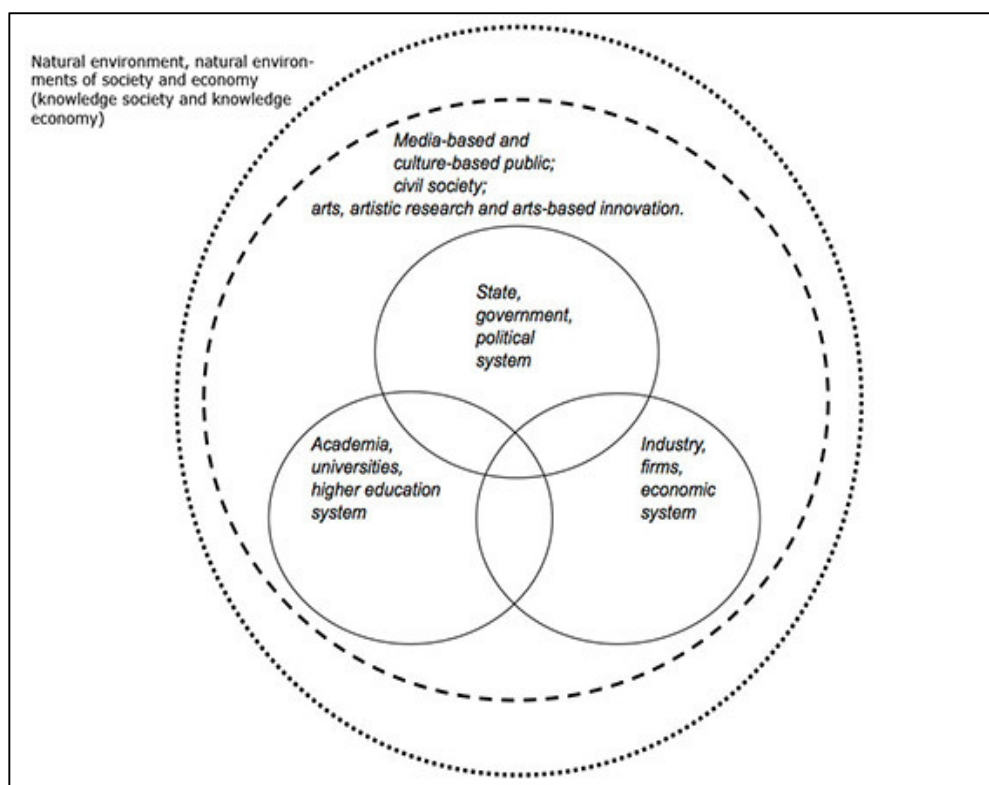 Natural environment, natural environ-
ments of society and economy
(knowledge society and knowledge
economy)
Media-based and
culture-based public;
civil society;
arts, artistic research and arts-based innovation.
State,
government,
political
system
Academia,
universities,
higher education
system
Industry,
firms,
economic
system